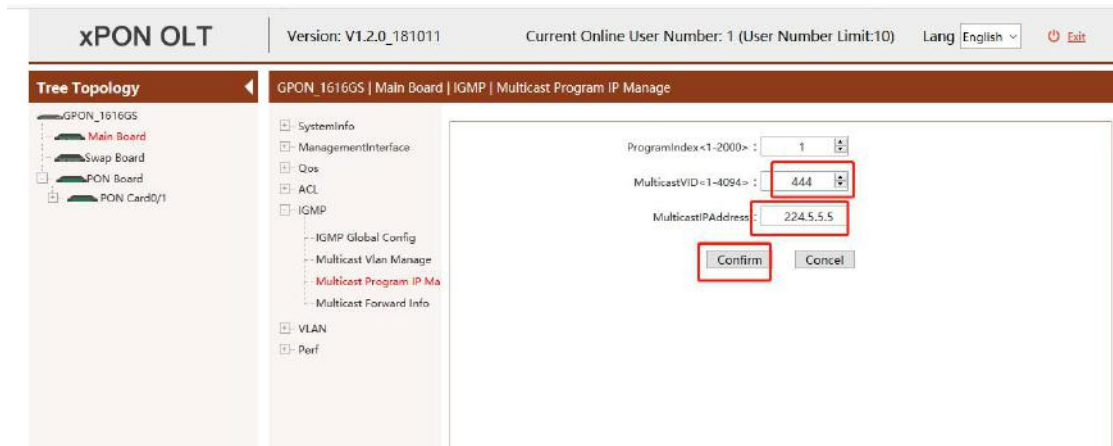 xPON OLT
Version: V1.2.0_181011
Current Online User Number: 1 (User Number Limit:10)
Lang English
Exit
Tree Topology
GPON_1616GS | Main Board | IGMP | Multicast Program IP Manage
GPON_1616GS
Main Board
Swap Board
PON Board
PON Card0/1
SystemInfo
ManagementInterface
Qos
ACL
IGMP
IGMP Global Config
Multicast Vlan Manage
Multicast Program IP Ma
Multicast Forward Info
VLAN
Perf
ProgramIndex<1-2000> : 1
MulticastVID<1-4094> : 444
MulticastIPAddress : 224.5.5.5
Confirm
Concel